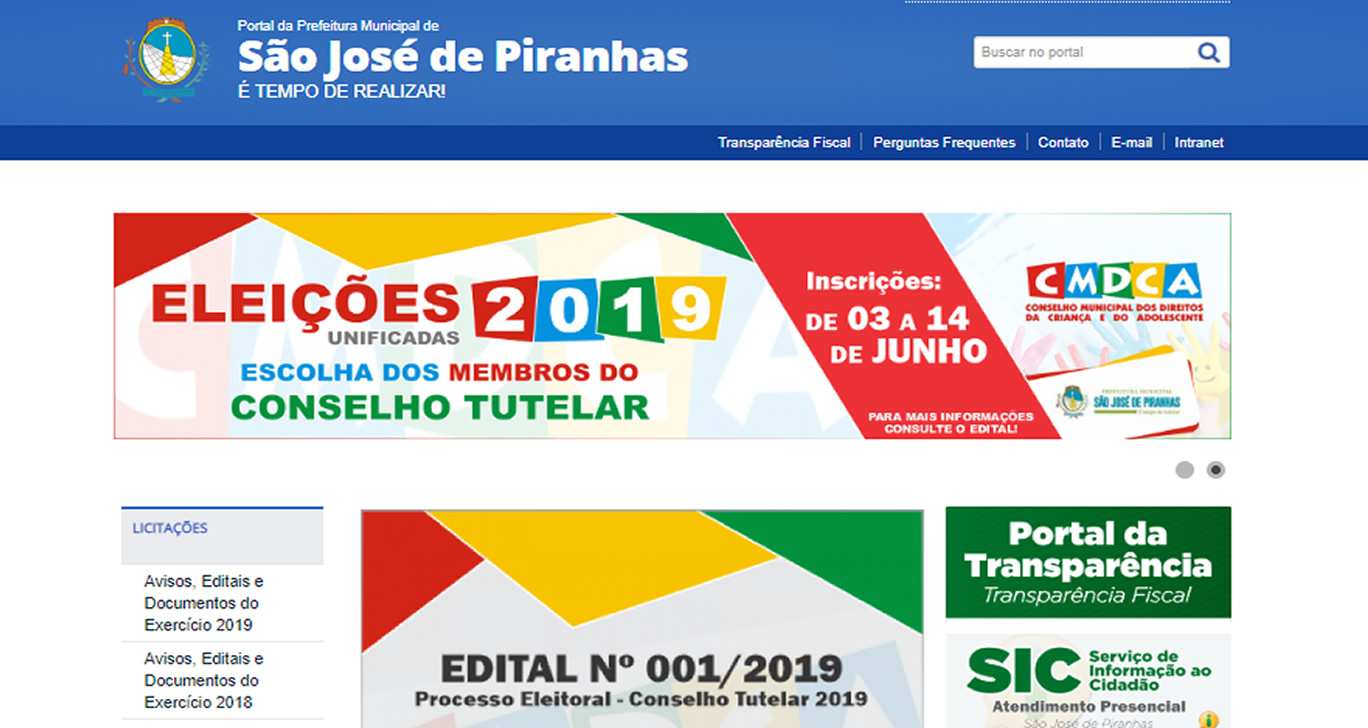 Portal da Prefeitura Municipal de
São José de Piranhas
É TEMPO DE REALIZAR!
Buscar no portal
Transparência Fiscal
Perguntas Frequentes
Contato
E-mail
Intranet
ELEIÇÕES 2019
UNIFICADAS
ESCOLHA DOS MEMBROS DO
CONSELHO TUTELAR
Inscrições:
DE 03 A 14
DE JUNHO
PARA MAIS INFORMAÇÕES
CONSULTE O EDITAL!
CMDCA
CONSELHO MUNICIPAL DOS DIREITOS
DA CRIANÇA E DO ADOLESCENTE
PREFEITURA MUNICIPAL
SÃO JOSÉ DE PIRANHAS
LICITAÇÕES
Avisos, Editais e
Documentos do
Exercício 2019
Avisos, Editais e
Documentos do
Exercício 2018
EDITAL Nº 001/2019
Processo Eleitoral - Conselho Tutelar 2019
Portal da
Transparência
Transparência Fiscal
SIC Serviço de
Informação ao
Cidadão
Atendimento Presencial
São José de Piranhas